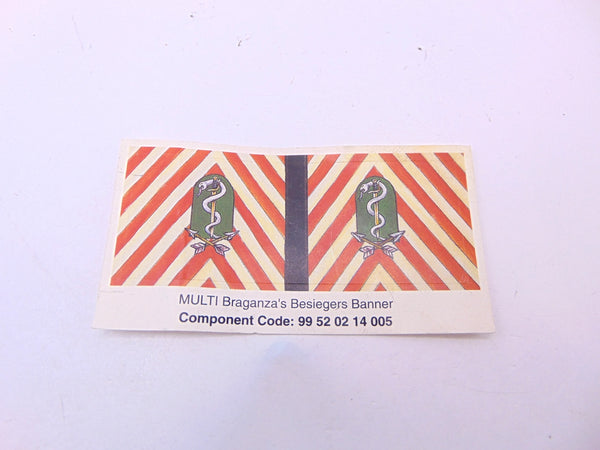 MULTI Braganza's Besiegers Banner
Component Code: 99 52 02 14 005